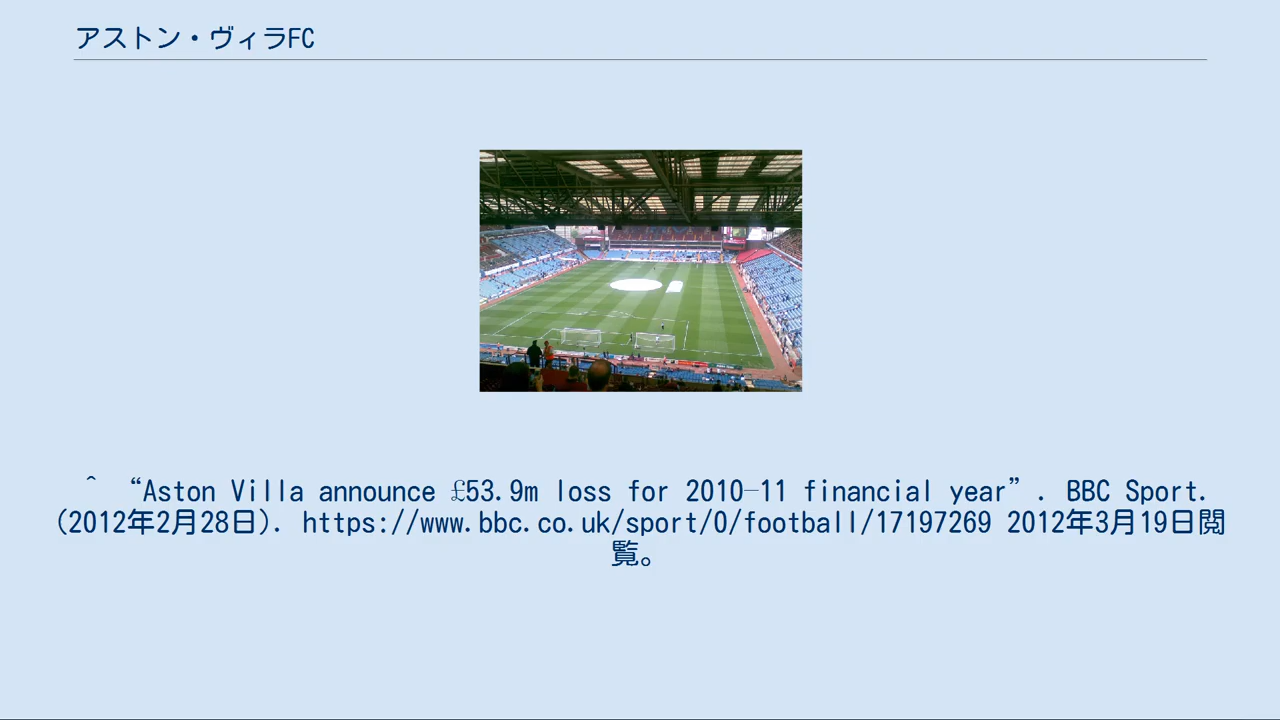 アストン・ヴィラFC
^ “Aston Villa announce £53.9m loss for 2010–11 financial year”. BBC Sport.
(2012年2月28日). https://www.bbc.co.uk/sport/0/football/17197269 2012年3月19日閲
覧。